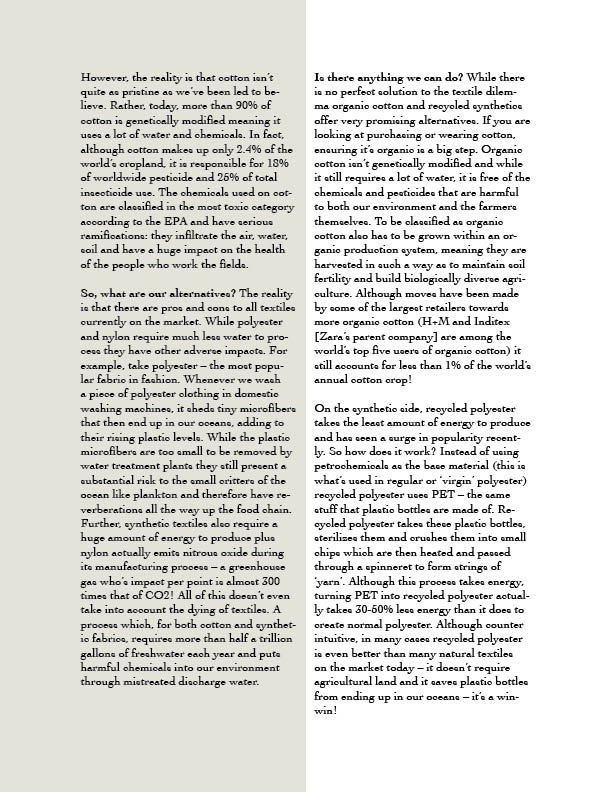 However, the reality is that cotton isn't
quite as pristine as we've been led to be-
lieve. Rather, today, more than 90% of
cotton is genetically modified meaning it
uses a lot of water and chemicals. In fact,
although cotton makes up only 2.4% of the
world's cropland, it is responsible for 18%
of worldwide pesticide and 25% of total
insecticide use. The chemicals used on cot-
ton are classified in the most toxic category
according to the EPA and have serious
ramifications: they infiltrate the air, water,
soil and have a huge impact on the health
of the people who work the fields.

So, what are our alternatives? The reality
is that there are pros and cons to all textiles
currently on the market. While polyester
and nylon require much less water to pro-
cess they have other adverse impacts. For
example, take polyester – the most popu-
lar fabric in fashion. Whenever we wash
a piece of polyester clothing in domestic
washing machines, it sheds tiny microfibers
that then end up in our oceans, adding to
their rising plastic levels. While the plastic
microfibers are too small to be removed by
water treatment plants they still present a
substantial risk to the small critters of the
ocean like plankton and therefore have re-
verberations all the way up the food chain.
Further, synthetic textiles also require a
huge amount of energy to produce plus
nylon actually emits nitrous oxide during
its manufacturing process – a greenhouse
gas who's impact per point is almost 300
times that of CO2! All of this doesn't even
take into account the dying of textiles. A
process which, for both cotton and synthet-
ic fabrics, requires more than half a trillion
gallons of freshwater each year and puts
harmful chemicals into our environment
through mistreated discharge water.

Is there anything we can do? While there
is no perfect solution to the textile dilem-
ma organic cotton and recycled synthetics
offer very promising alternatives. If you are
looking at purchasing or wearing cotton,
ensuring it's organic is a big step. Organic
cotton isn't genetically modified and while
it still requires a lot of water, it is free of the
chemicals and pesticides that are harmful
to both our environment and the farmers
themselves. To be classified as organic
cotton also has to be grown within an or-
ganic production system, meaning they are
harvested in such a way as to maintain soil
fertility and build biologically diverse agri-
culture. Although moves have been made
by some of the largest retailers towards
more organic cotton (H+M and Inditex
[Zara's parent company] are among the
world's top five users of organic cotton) it
still accounts for less than 1% of the world's
annual cotton crop!

On the synthetic side, recycled polyester
takes the least amount of energy to produce
and has seen a surge in popularity recent-
ly. So how does it work? Instead of using
petrochemicals as the base material (this is
what's used in regular or 'virgin' polyester)
recycled polyester uses PET – the same
stuff that plastic bottles are made of. Re-
cycled polyester takes these plastic bottles,
sterilizes them and crushes them into small
chips which are then heated and passed
through a spinneret to form strings of
'yarn'. Although this process takes energy,
turning PET into recycled polyester actual-
ly takes 30-50% less energy than it does to
create normal polyester. Although counter
intuitive, in many cases recycled polyester
is even better than many natural textiles
on the market today – it doesn't require
agricultural land and it saves plastic bottles
from ending up in our oceans – it's a win-
win!